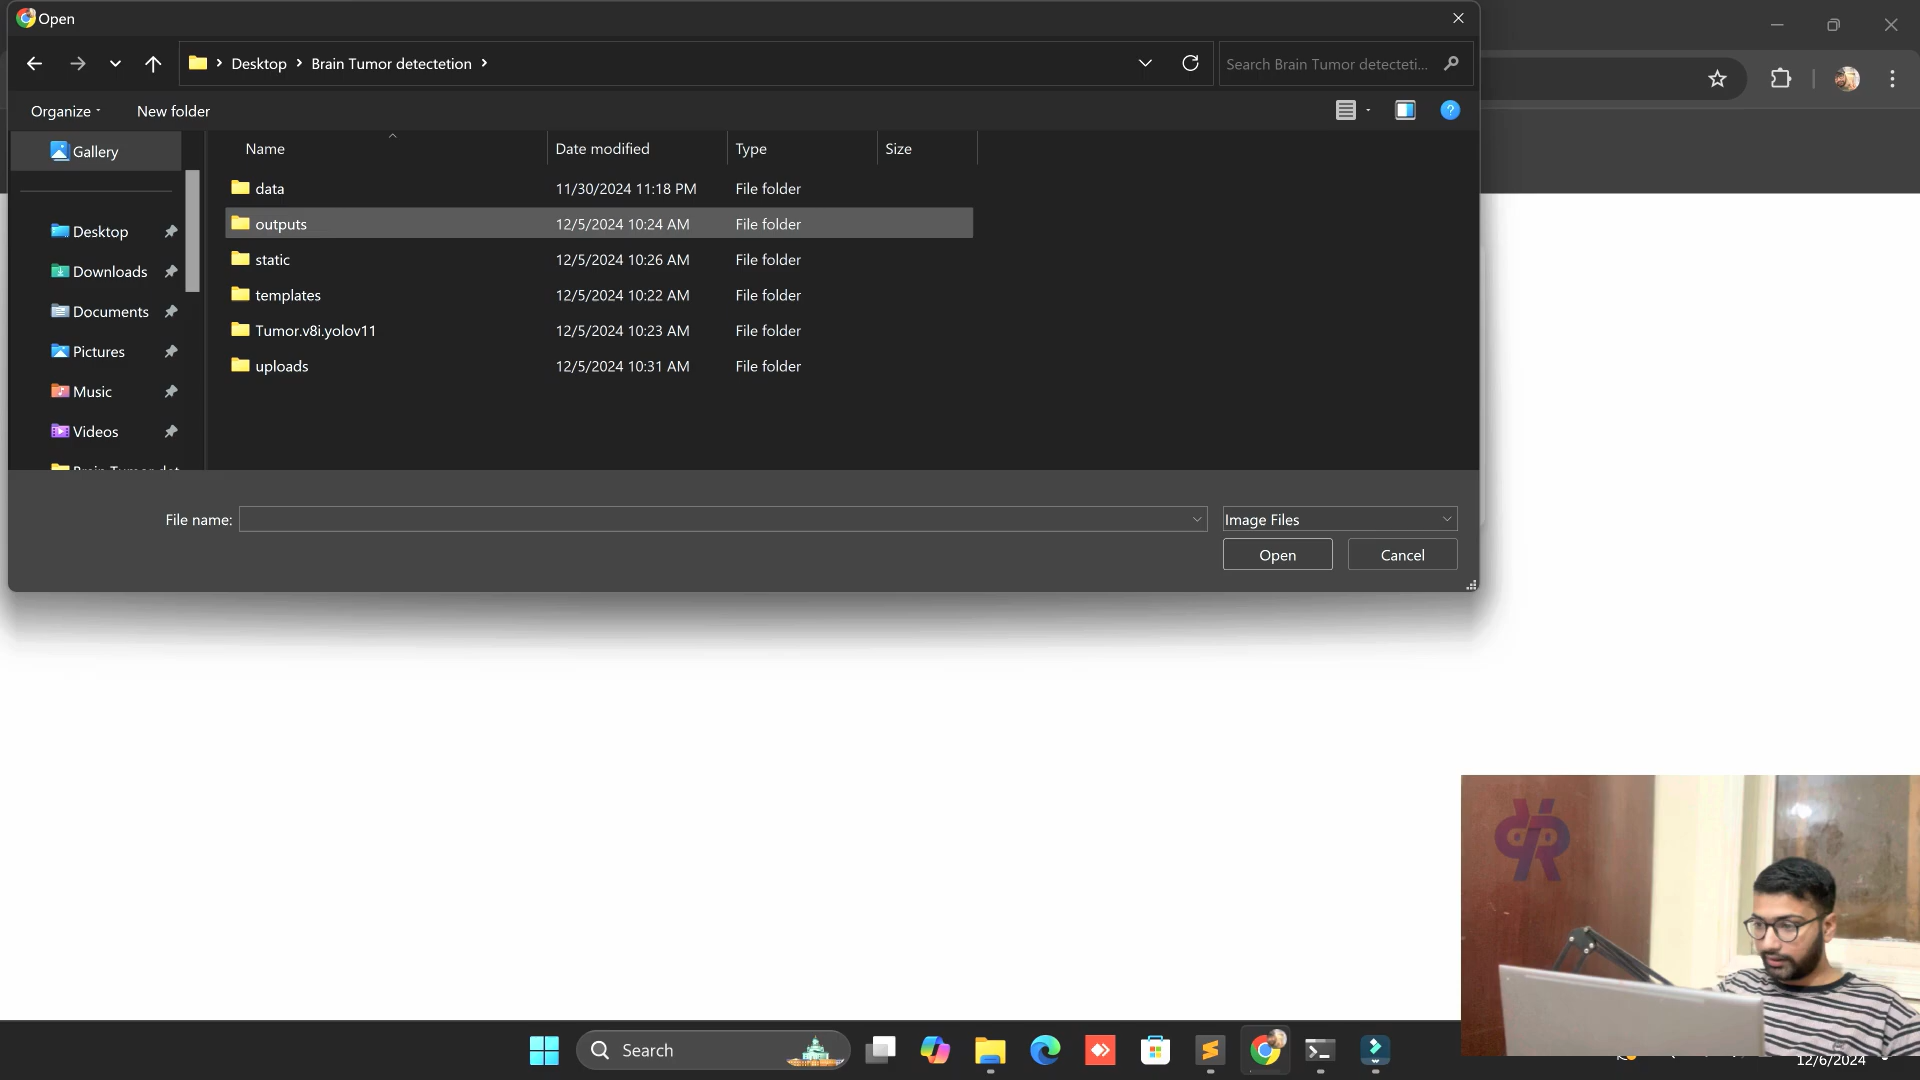 Open
Desktop > Brain Tumor detectetion >
Search Brain Tumor detecteti...
Organize
New folder
Gallery
Name
Date modified
Type
Size
data
11/30/2024 11:18 PM
File folder
outputs
12/5/2024 10:24 AM
File folder
Desktop
static
12/5/2024 10:26 AM
File folder
Downloads
templates
12/5/2024 10:22 AM
File folder
Documents
Tumor.v8i.yolov11
12/5/2024 10:23 AM
File folder
Pictures
uploads
12/5/2024 10:31 AM
File folder
Music
Videos
Brain Tumor det
File name:
Image Files
Open
Cancel
Search
12/6/2024